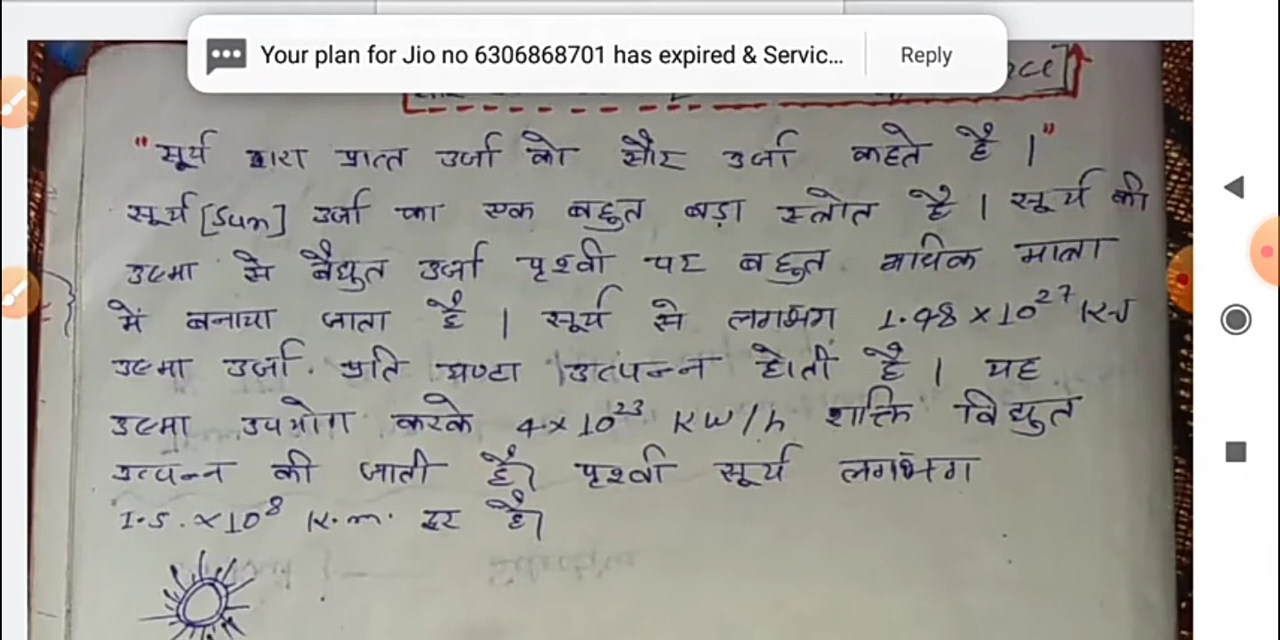 Your plan for Jio no 6306868701 has expired & Servic...
Reply
"सूर्य द्वारा प्राप्त उर्जा को सौर उर्जा कहते है ।"
सूर्य [Sun] उर्जा का एक बहुत बड़ा स्त्रोत है । सूर्य की
उष्मा से वैद्युत उर्जा पृथ्वी पर बहुत अधिक मात्रा
में बनाया जाता है । सूर्य से लगभग 1.48 × 10²⁷ KJ
उष्मा उर्जा प्रति घण्टा उत्पन्न होती है । यह
उष्मा उपयोग करके 4 × 10²³ KW/h शक्ति विद्युत
उत्पन्न की जाती है। पृथ्वी सूर्य लगभग
1.5. × 10⁸ K.m. दूर है।